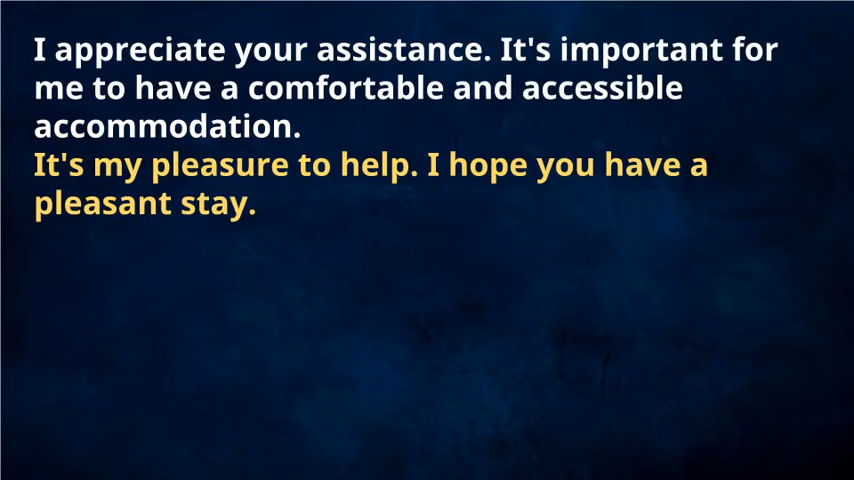 I appreciate your assistance. It's important for
me to have a comfortable and accessible
accommodation.
It's my pleasure to help. I hope you have a
pleasant stay.